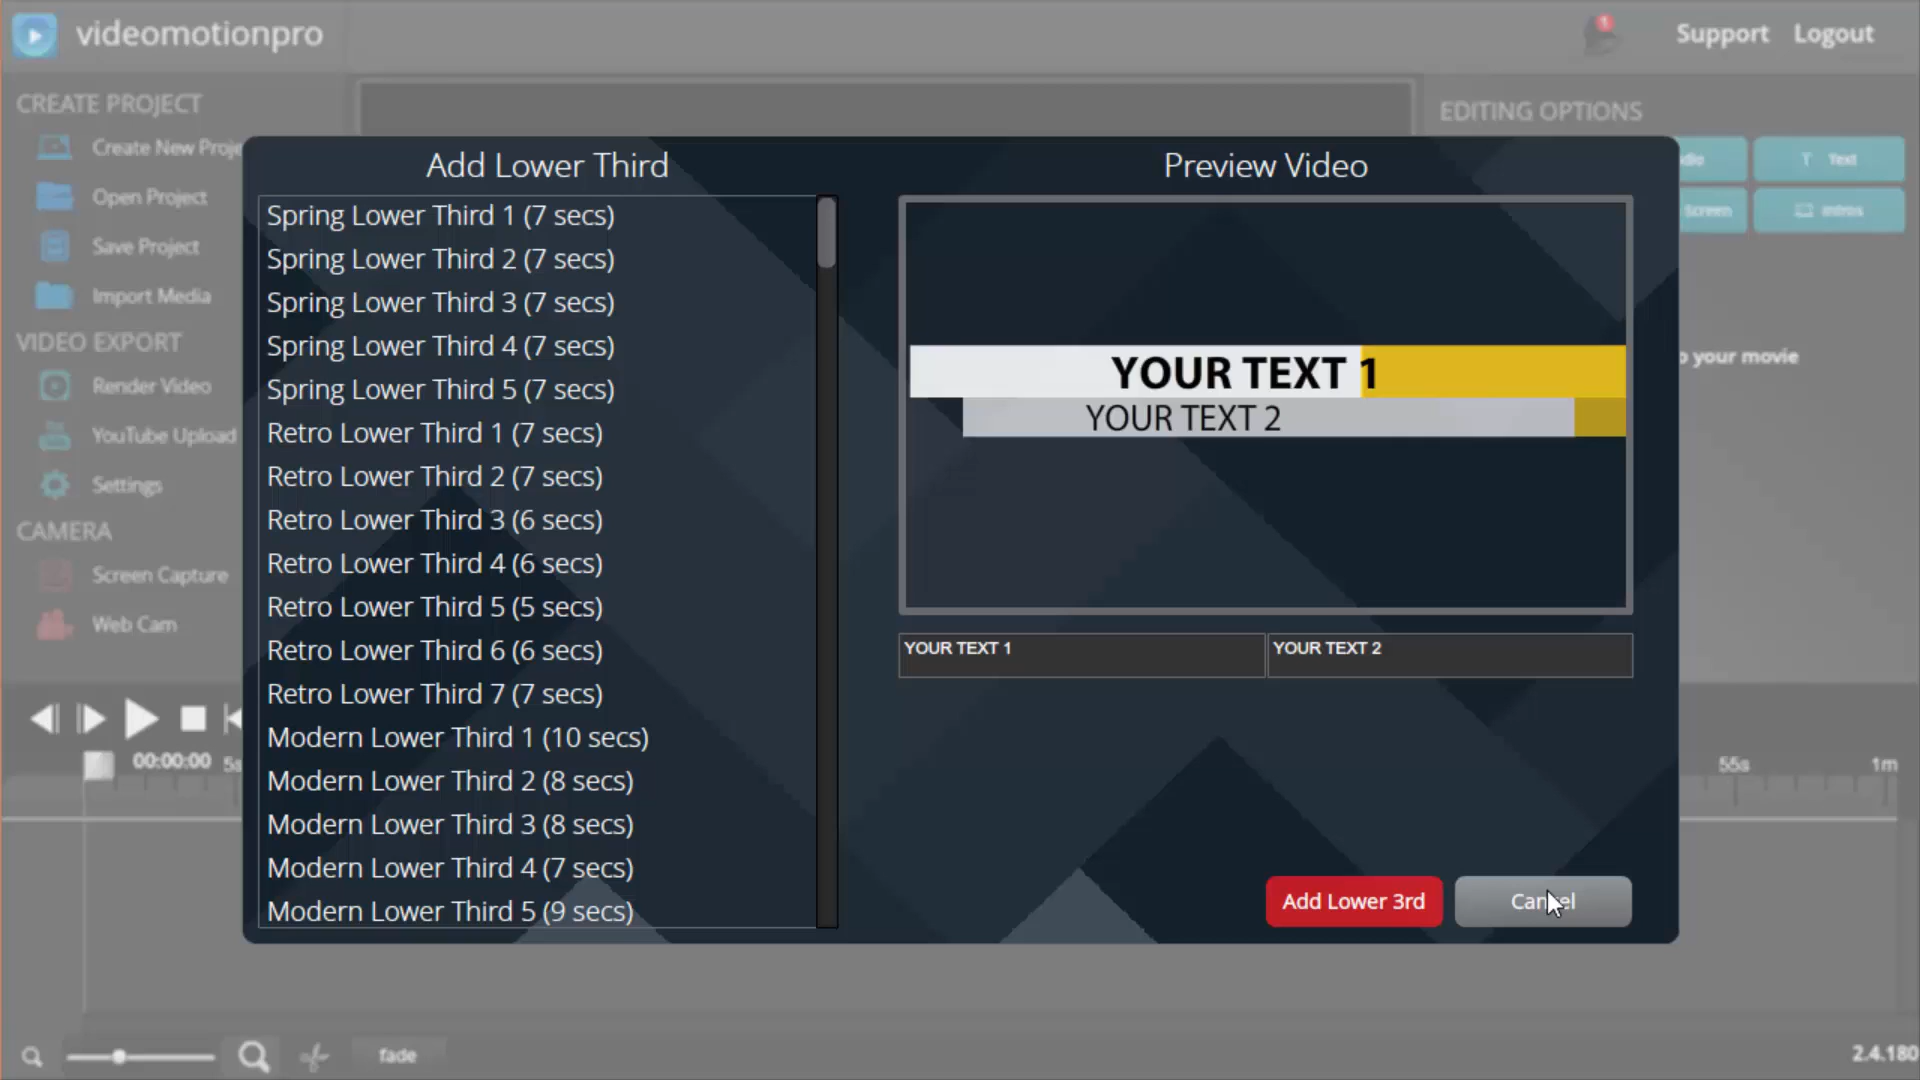 videomotionpro
1
Support
Logout
CREATE PROJECT
Create New Proje
Open Project
Save Project
Import Media
VIDEO EXPORT
Render Video
YouTube Upload
Settings
CAMERA
Screen Capture
Web Cam
EDITING OPTIONS
dio
Text
Screen
Intros
o your movie
Add Lower Third
Spring Lower Third 1 (7 secs)
Spring Lower Third 2 (7 secs)
Spring Lower Third 3 (7 secs)
Spring Lower Third 4 (7 secs)
Spring Lower Third 5 (7 secs)
Retro Lower Third 1 (7 secs)
Retro Lower Third 2 (7 secs)
Retro Lower Third 3 (6 secs)
Retro Lower Third 4 (6 secs)
Retro Lower Third 5 (5 secs)
Retro Lower Third 6 (6 secs)
Retro Lower Third 7 (7 secs)
Modern Lower Third 1 (10 secs)
Modern Lower Third 2 (8 secs)
Modern Lower Third 3 (8 secs)
Modern Lower Third 4 (7 secs)
Modern Lower Third 5 (9 secs)
Preview Video
YOUR TEXT 1
YOUR TEXT 2
YOUR TEXT 1
YOUR TEXT 2
Add Lower 3rd
Cancel
00:00:00
5s
55s
1m
fade
2.4.180